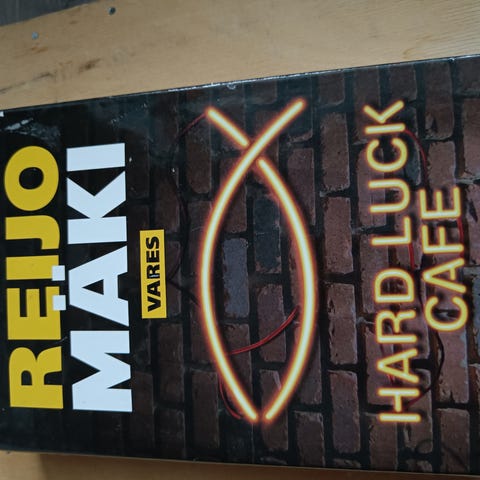 REIJO
MÄKI
VARES
HARD LUCK
CAFE